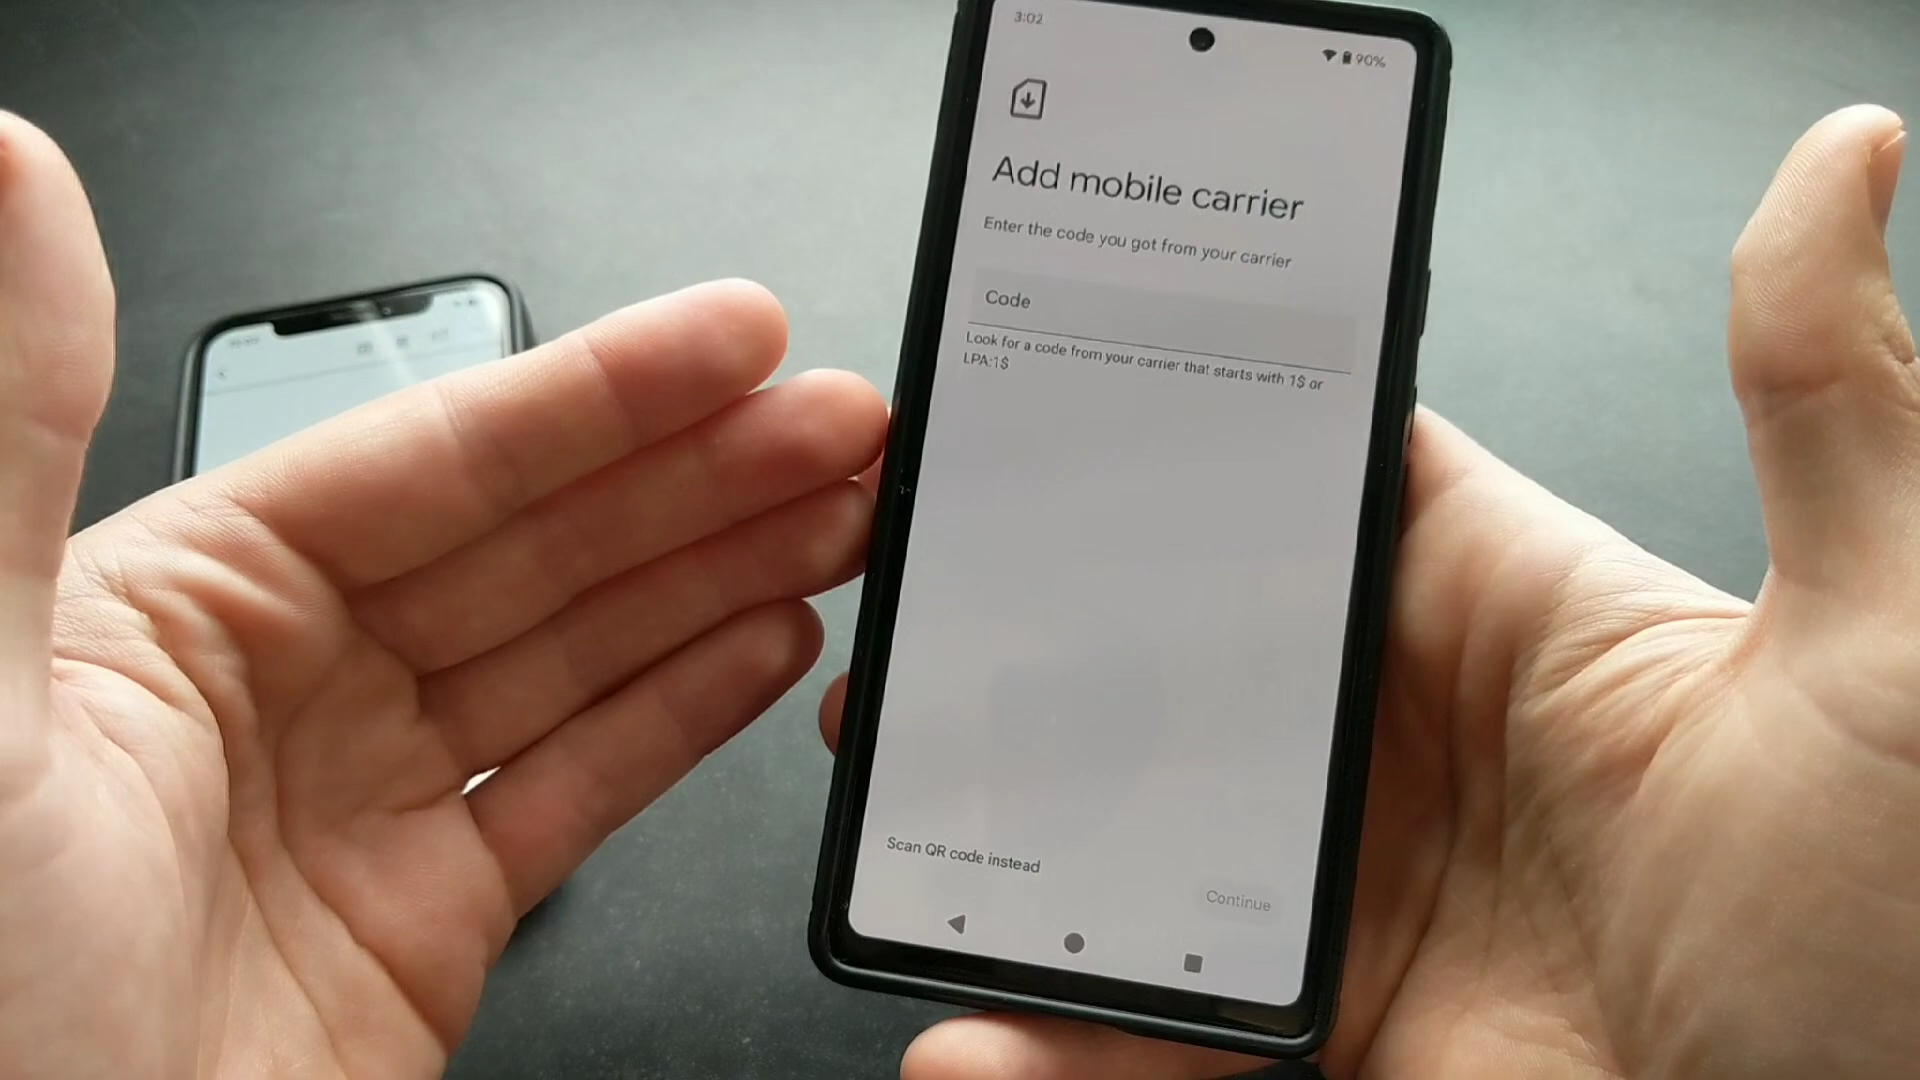 3:02
90%
Add mobile carrier
Enter the code you got from your carrier
Code
Look for a code from your carrier that starts with 1$ or
LPA:1$
Scan QR code instead
Continue